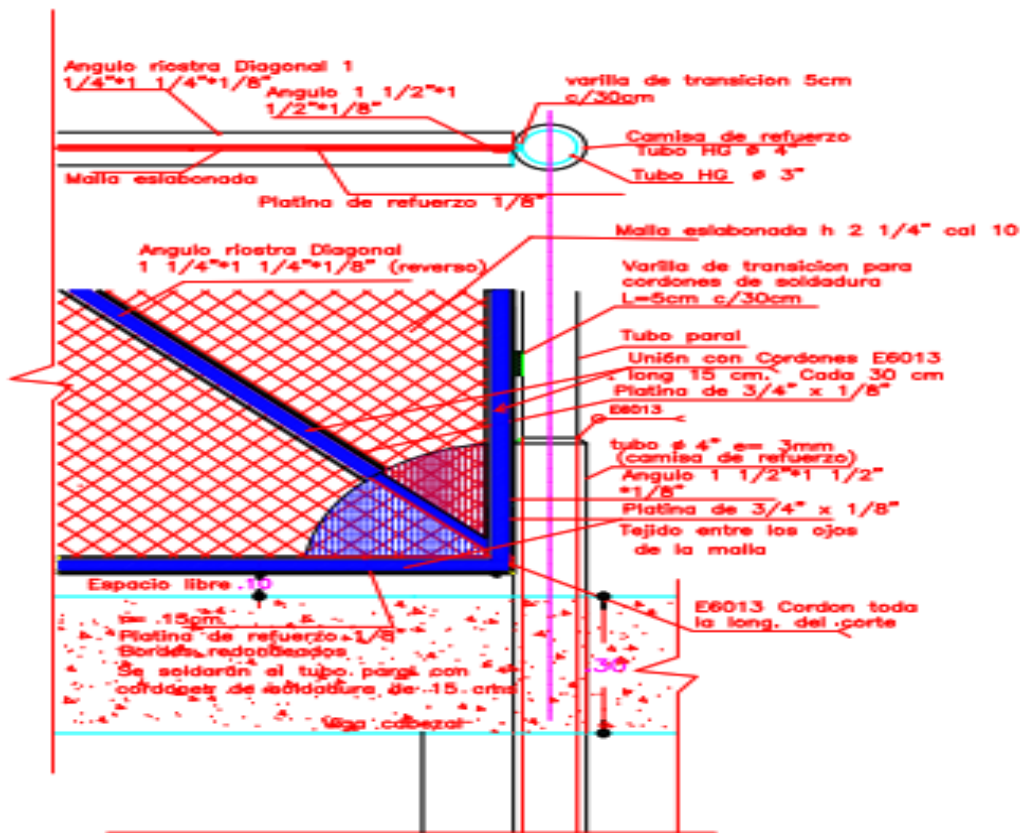 Angulo riostra Diagonal 1
1/4"*1 1/4"*1/8"
Angulo 1 1/2"*1
1/2"*1/8"
varilla de transicion 5cm
c/30cm
Camisa de refuerzo
Tubo HG ø 4"
Tubo HG ø 3"
Malla eslabonada
Platina de refuerzo 1/8"
Malla eslabonada h 2 1/4" cal 10
Angulo riostra Diagonal
1 1/4"*1 1/4"*1/8" (reverso)
Varilla de transicion para
cordones de soldadura
L=5cm c/30cm
Tubo paral
Unión con Cordones E6013
long 15 cm. Cada 30 cm
Platina de 3/4" x 1/8"
E6013
tubo ø 4" e= 3mm
(camisa de refuerzo)
Angulo 1 1/2"*1 1/2"
*1/8"
Platina de 3/4" x 1/8"
Tejido entre los ojos
de la malla
Espacio libre .10
E6013 Cordon toda
la long. del corte
r= .15cm
Platina de refuerzo 1/8"
Bordes redondeados
Se soldarán al tubo paral con
cordones de soldadura de 15 cms
.30
Viga cabezal